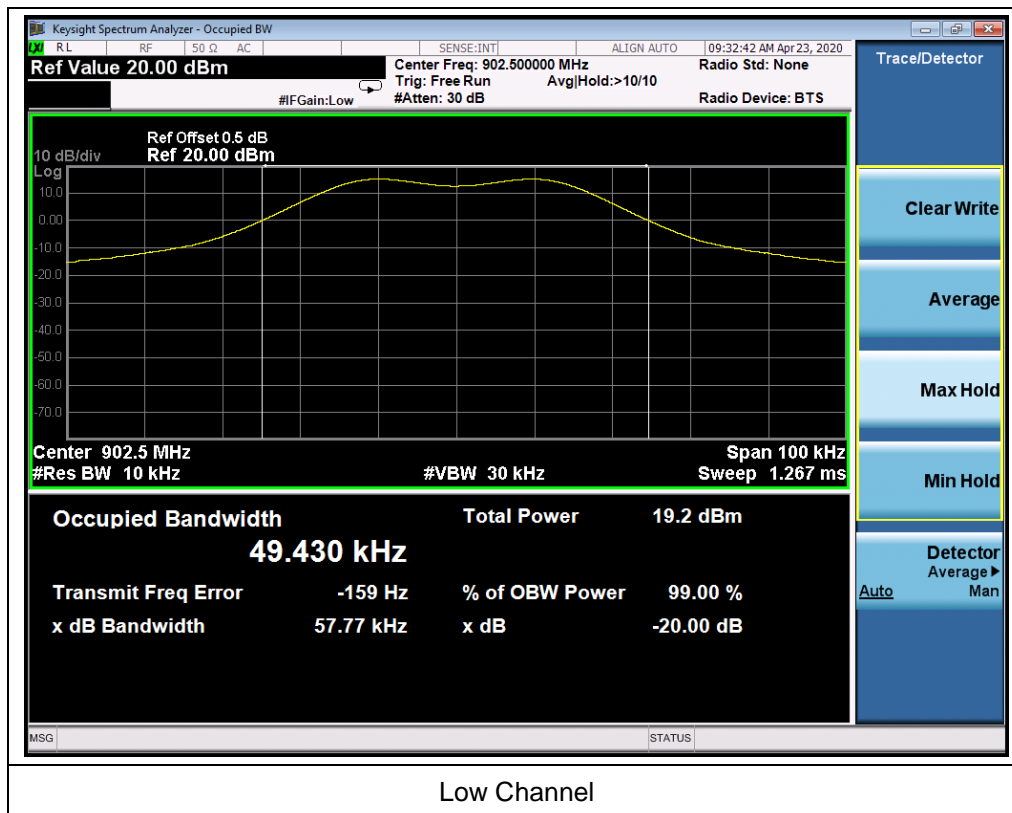 Keysight Spectrum Analyzer - Occupied BW
LXI RL RF 50 Ω AC SENSE:INT ALIGN AUTO 09:32:42 AM Apr 23, 2020
Ref Value 20.00 dBm
Center Freq: 902.500000 MHz
Radio Std: None
Trig: Free Run Avg|Hold:>10/10
#IFGain:Low #Atten: 30 dB Radio Device: BTS
Trace/Detector
Ref Offset 0.5 dB
10 dB/div Ref 20.00 dBm
Log
10.0
0.00
-10.0
-20.0
-30.0
-40.0
-50.0
-60.0
-70.0
Center 902.5 MHz Span 100 kHz
#Res BW 10 kHz #VBW 30 kHz Sweep 1.267 ms
Clear Write
Average
Max Hold
Min Hold
Detector
Average▶
Auto Man
Occupied Bandwidth Total Power 19.2 dBm
49.430 kHz
Transmit Freq Error -159 Hz % of OBW Power 99.00 %
x dB Bandwidth 57.77 kHz x dB -20.00 dB
MSG STATUS
Low Channel